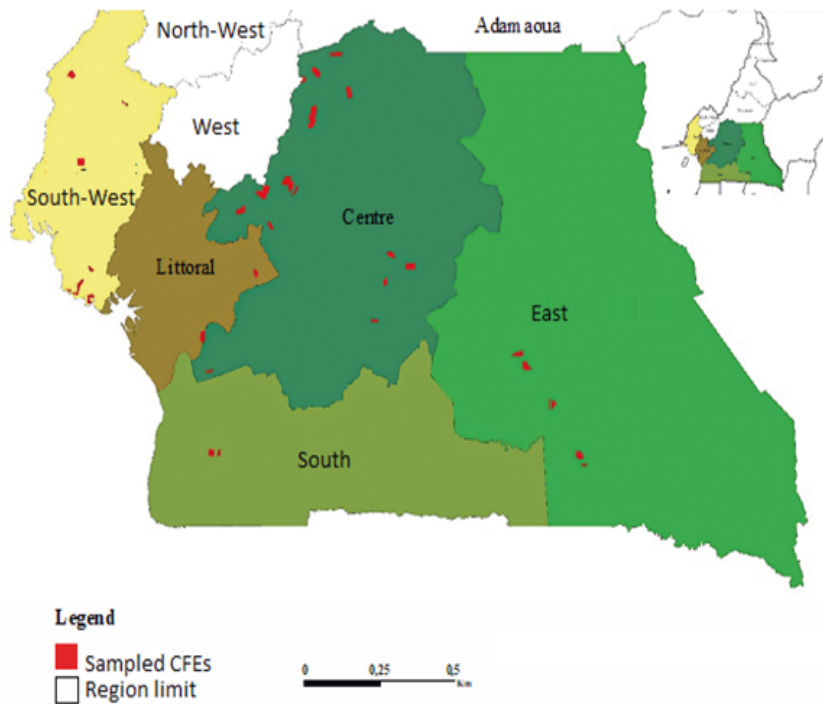 North-West
Adamaoua
West
South-West
Centre
Littoral
East
South
Legend
Sampled CFEs
Region limit
0 0,25 0,5
Km